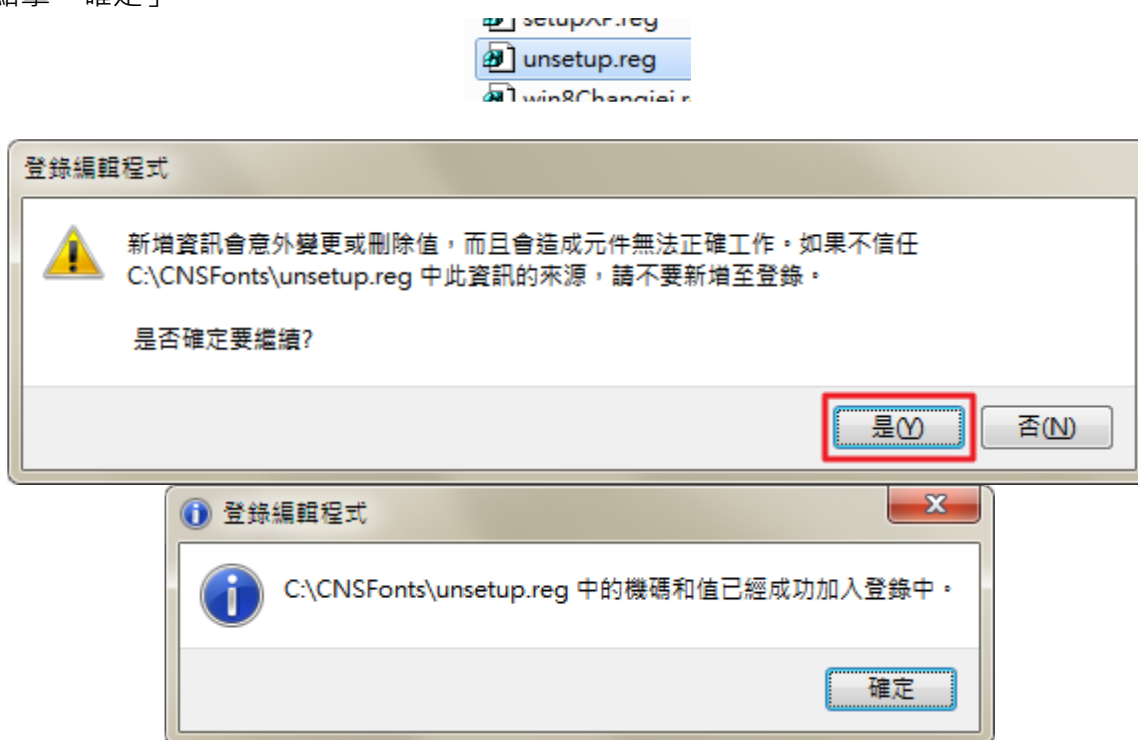 確定」
setupXP.reg
unsetup.reg
win8Changjei.r
登錄編輯程式
新增資訊會意外變更或刪除值，而且會造成元件無法正確工作。如果不信任
C:\CNSFonts\unsetup.reg 中此資訊的來源，請不要新增至登錄。
是否確定要繼續?
是(Y)
否(N)
登錄編輯程式
C:\CNSFonts\unsetup.reg 中的機碼和值已經成功加入登錄中。
確定